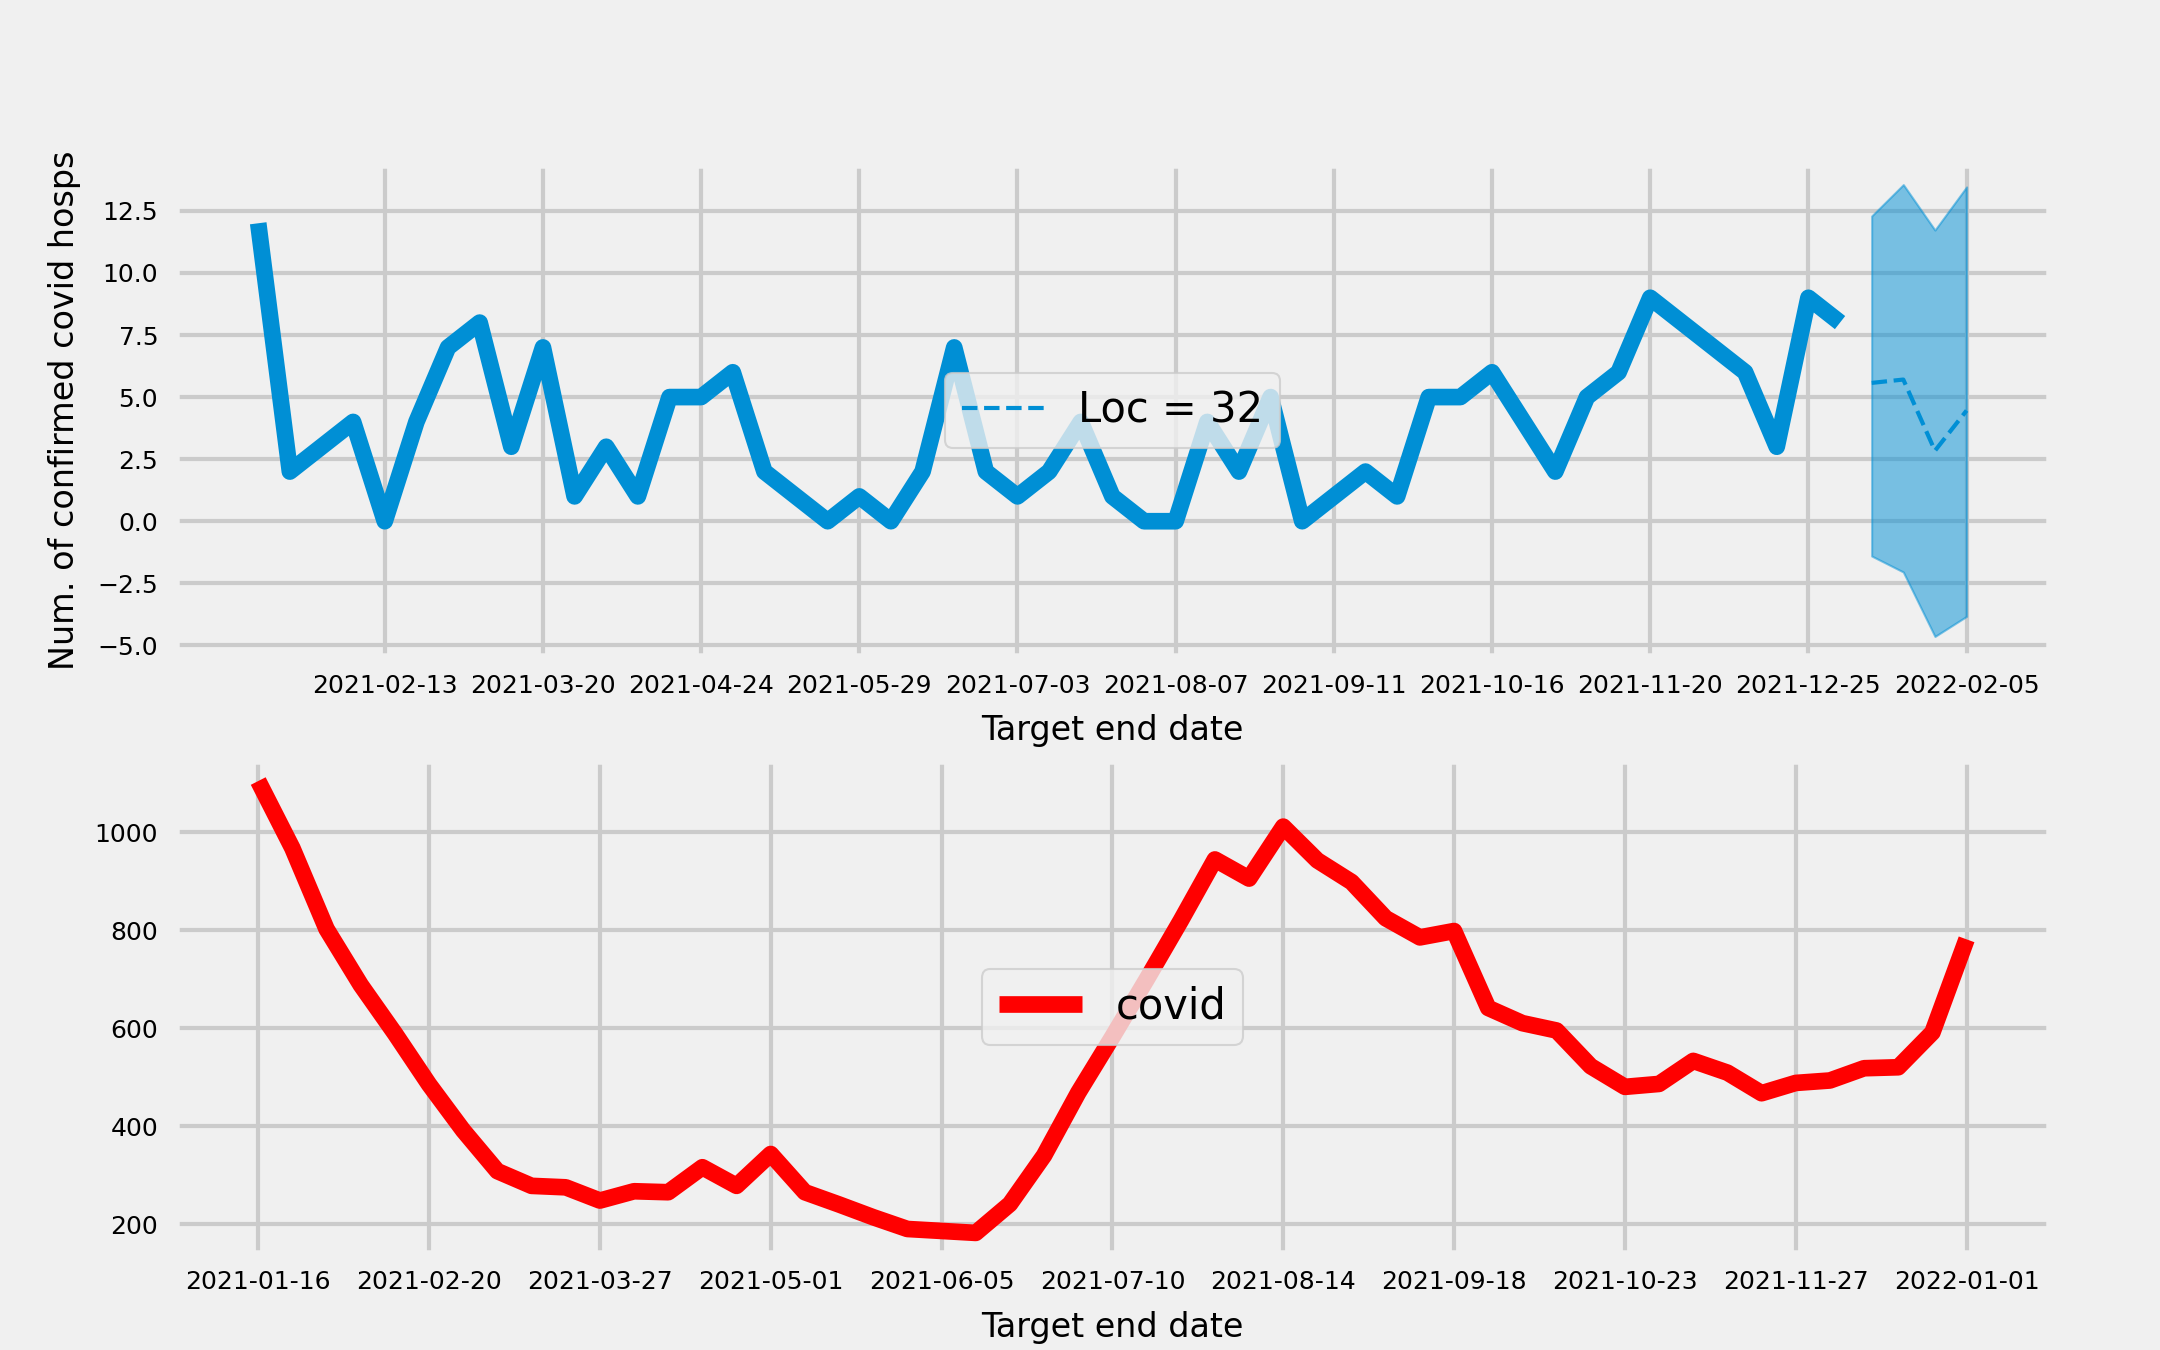 Num. of confirmed covid hosps
12.5
10.0
7.5
5.0
2.5
0.0
−2.5
−5.0
Loc = 32
2021-02-13 2021-03-20 2021-04-24 2021-05-29 2021-07-03 2021-08-07 2021-09-11 2021-10-16 2021-11-20 2021-12-25 2022-02-05
Target end date
1000
800
600
400
200
covid
2021-01-16 2021-02-20 2021-03-27 2021-05-01 2021-06-05 2021-07-10 2021-08-14 2021-09-18 2021-10-23 2021-11-27 2022-01-01
Target end date